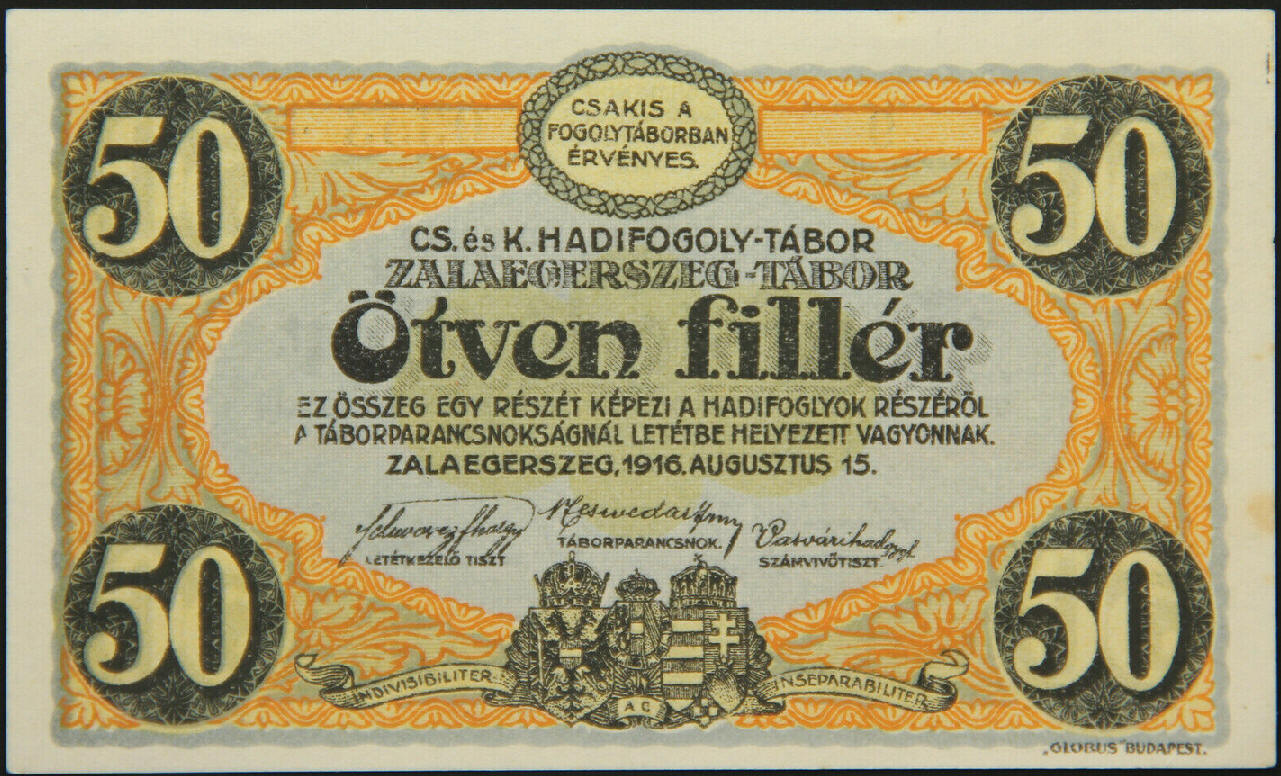 50
50
CSAKIS A
FOGOLYTÁBORBAN
ÉRVÉNYES.
CS. és K. HADIFOGOLY-TÁBOR
ZALAEGERSZEG-TÁBOR
Ötven fillér
EZ ÖSSZEG EGY RÉSZÉT KÉPEZI A HADIFOGLYOK RÉSZÉRŐL
A TÁBORPARANCSNOKSÁGNÁL LETÉTBE HELYEZETT VAGYONNAK.
ZALAEGERSZEG, 1916. AUGUSZTUS 15.
LETÉTKEZELŐ TISZT
TÁBORPARANCSNOK.
SZÁMVIVŐTISZT.
50
50
INDIVISIBILITER
INSEPARABILITER
"GLOBUS" BUDAPEST.